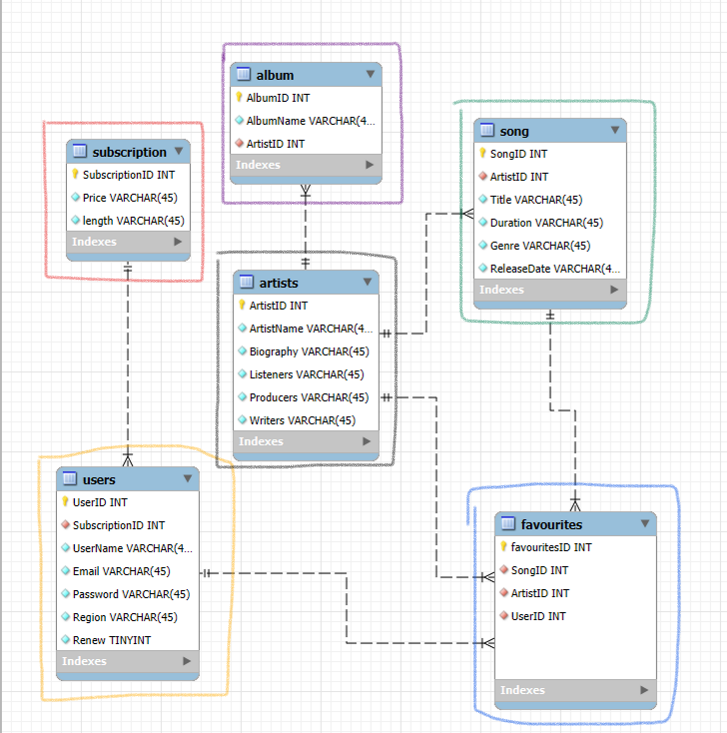 album
AlbumID INT
AlbumName VARCHAR(4...
ArtistID INT
Indexes
subscription
SubscriptionID INT
Price VARCHAR(45)
length VARCHAR(45)
Indexes
song
SongID INT
ArtistID INT
Title VARCHAR(45)
Duration VARCHAR(45)
Genre VARCHAR(45)
ReleaseDate VARCHAR(4...
Indexes
artists
ArtistID INT
ArtistName VARCHAR(4...
Biography VARCHAR(45)
Listeners VARCHAR(45)
Producers VARCHAR(45)
Writers VARCHAR(45)
Indexes
users
UserID INT
SubscriptionID INT
UserName VARCHAR(4...
Email VARCHAR(45)
Password VARCHAR(45)
Region VARCHAR(45)
Renew TINYINT
Indexes
favourites
favouritesID INT
SongID INT
ArtistID INT
UserID INT
Indexes